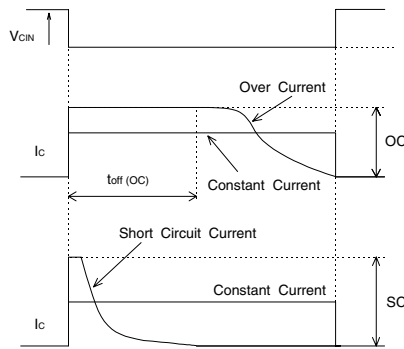 VCIN
Over Current
OC
IC
toff (OC)
Constant Current
Short Circuit Current
Constant Current
SC
IC